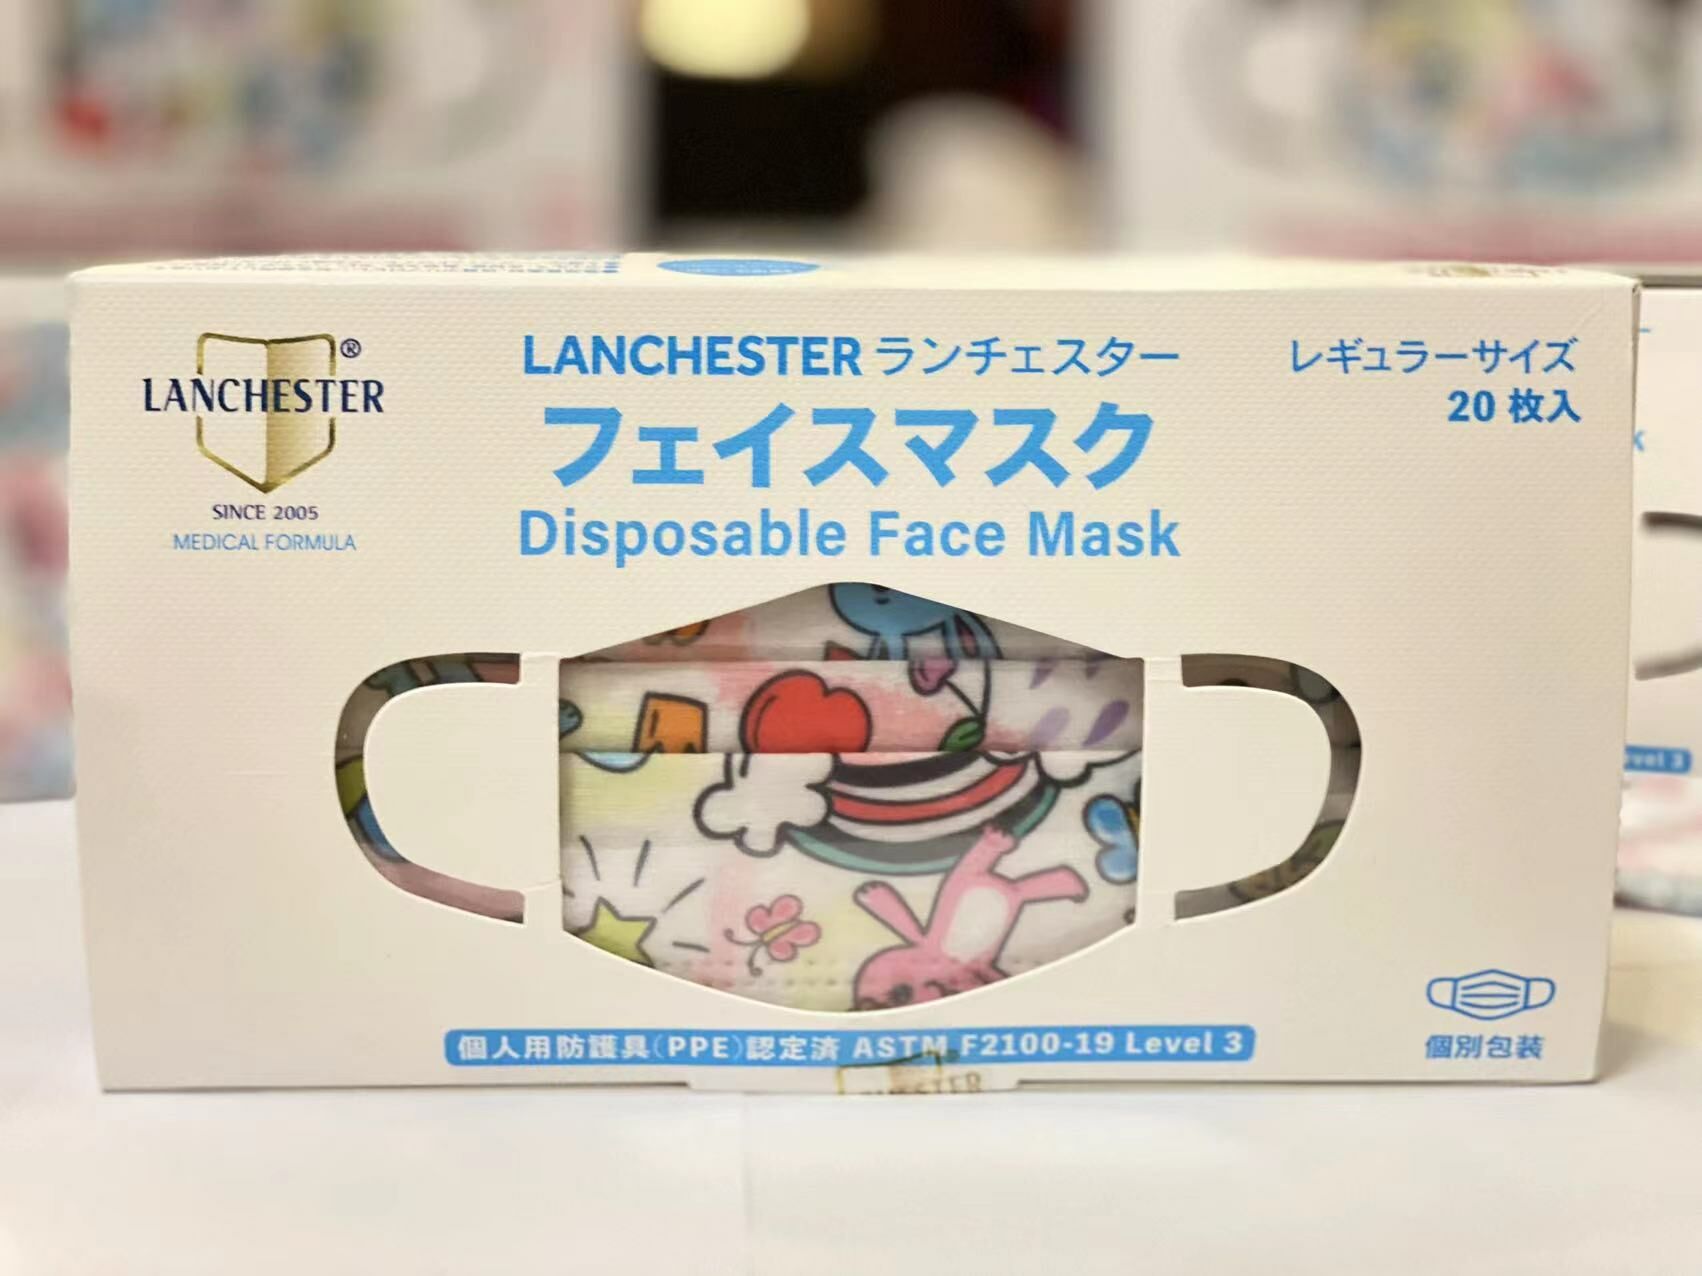 LANCHESTER®
SINCE 2005
MEDICAL FORMULA
LANCHESTER ランチェスター
フェイスマスク
Disposable Face Mask
レギュラーサイズ
20 枚入
個人用防護具(PPE)認定済 ASTM F2100-19 Level 3
個別包装